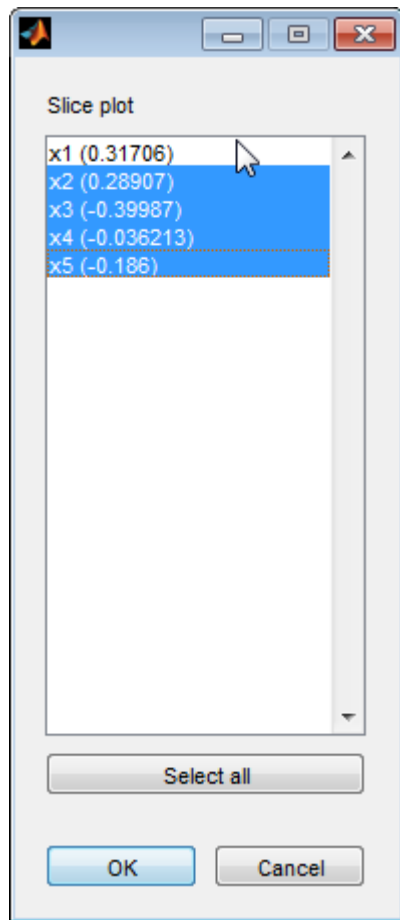 Slice plot
x1 (0.31706)
x2 (0.28907)
x3 (-0.39987)
x4 (-0.036213)
x5 (-0.186)
Select all
OK
Cancel